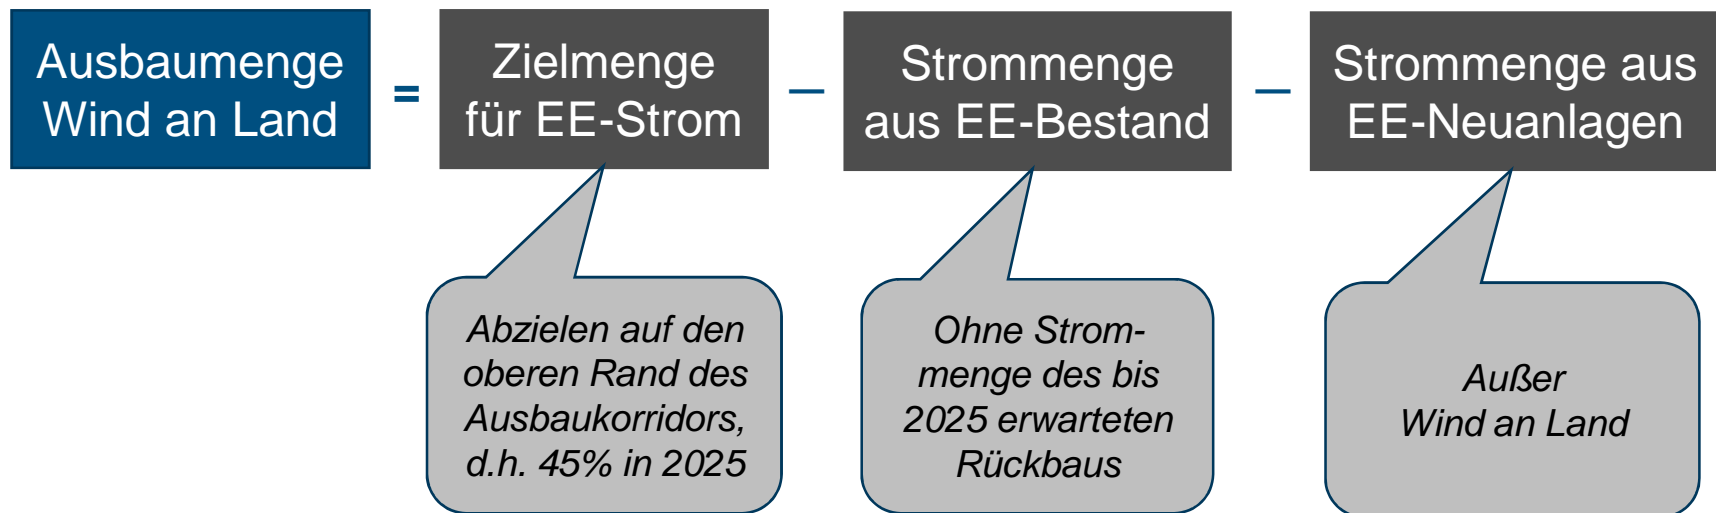 Ausbaumenge
Wind an Land
=
Zielmenge
für EE-Strom
–
Strommenge
aus EE-Bestand
–
Strommenge aus
EE-Neuanlagen
Abzielen auf den
oberen Rand des
Ausbaukorridors,
d.h. 45% in 2025
Ohne Strom-
menge des bis
2025 erwarteten
Rückbaus
Außer
Wind an Land